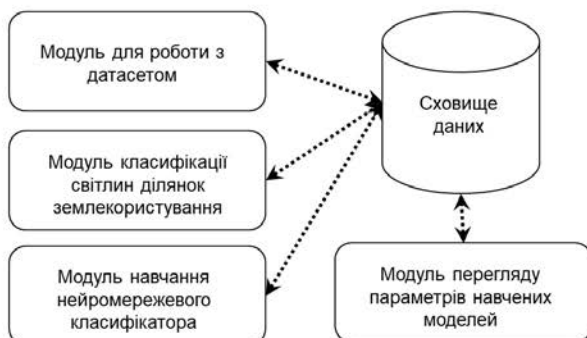 Модуль для роботи з
датасетом
Сховище
даних
Модуль класифікації
світлин ділянок
землекористування
Модуль навчання
нейромережевого
класифікатора
Модуль перегляду
параметрів навчених
моделей